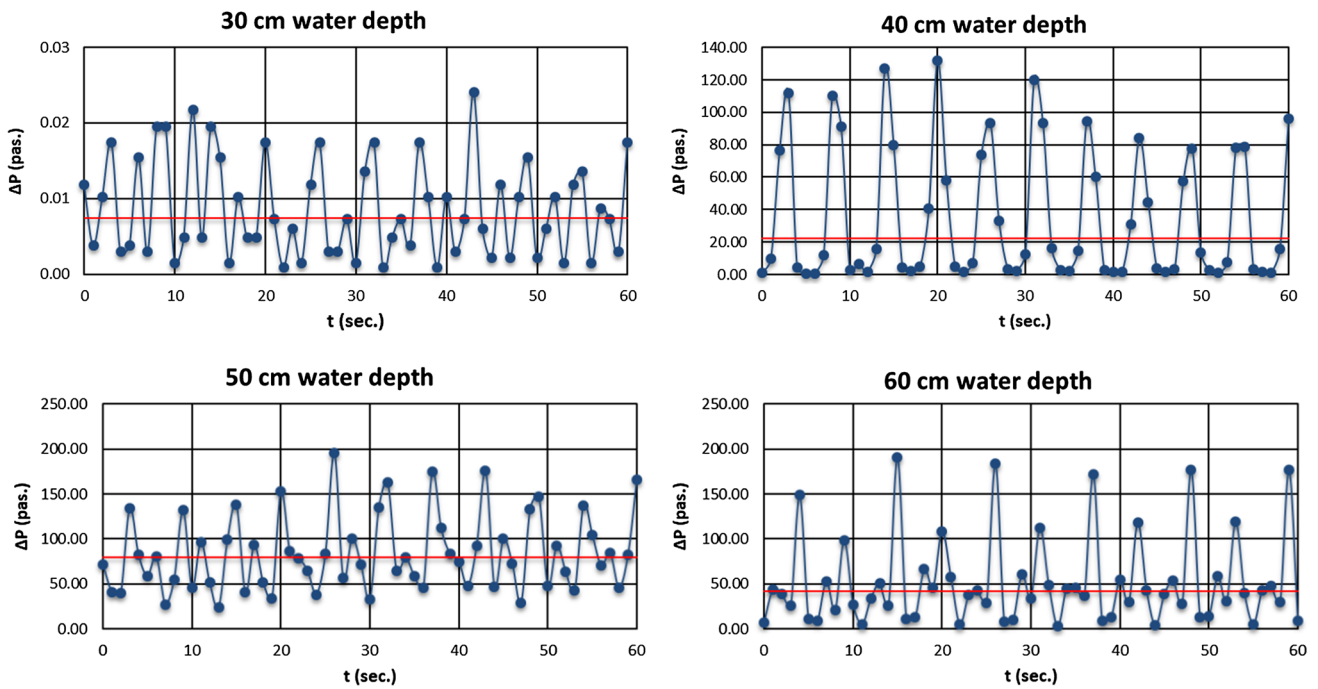 30 cm water depth
0.03
0.02
0.01
0.00
ΔP (pas.)
0 10 20 30 40 50 60
t (sec.)
40 cm water depth
140.00
120.00
100.00
80.00
60.00
40.00
20.00
0.00
ΔP (pas.)
0 10 20 30 40 50 60
t (sec.)
50 cm water depth
250.00
200.00
150.00
100.00
50.00
0.00
ΔP (pas.)
0 10 20 30 40 50 60
t (sec.)
60 cm water depth
250.00
200.00
150.00
100.00
50.00
0.00
ΔP (pas.)
0 10 20 30 40 50 60
t (sec.)